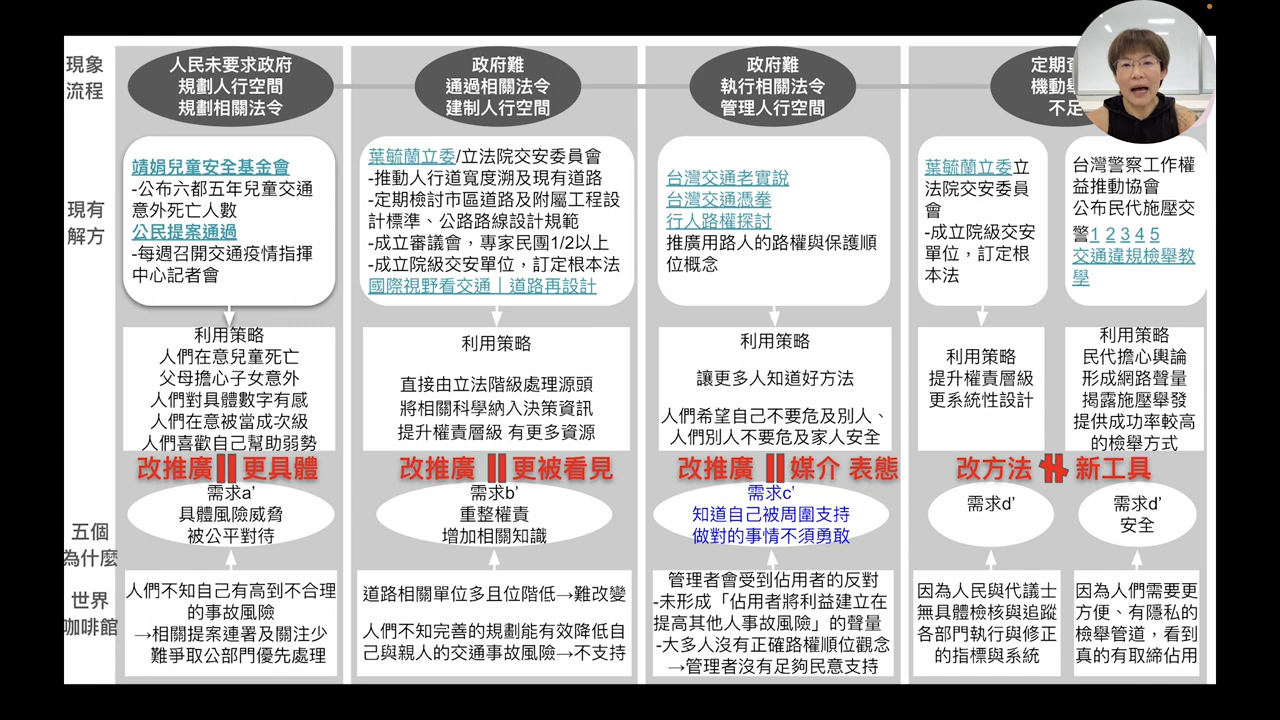 現象
流程
人民未要求政府
規劃人行空間
規劃相關法令
政府難
通過相關法令
建制人行空間
政府難
執行相關法令
管理人行空間
定期
機動
不足
現有
解方
靖娟兒童安全基金會
-公布六都五年兒童交通
意外死亡人數
公民提案通過
-每週召開交通疫情指揮
中心記者會
葉毓蘭立委/立法院交安委員會
-推動人行道寬度溯及現有道路
-定期檢討市區道路及附屬工程設
計標準、公路路線設計規範
-成立審議會，專家民團1/2以上
-成立院級交安單位，訂定根本法
國際視野看交通｜道路再設計
台灣交通老實說
台灣交通憑拳
行人路權探討
推廣用路人的路權與保護順
位概念
葉毓蘭立委立
法院交安委員
會
-成立院級交安
單位，訂定根
本法
台灣警察工作權
益推動協會
公布民代施壓交
警1 2 3 4 5
交通違規檢舉教
學
利用策略
人們在意兒童死亡
父母擔心子女意外
人們對具體數字有感
人們在意被當成次級
人們喜歡自己幫助弱勢
利用策略
直接由立法階級處理源頭
將相關科學納入決策資訊
提升權責層級 有更多資源
利用策略
讓更多人知道好方法
人們希望自己不要危及別人、
人們別人不要危及家人安全
利用策略
提升權責層級
更系統性設計
利用策略
民代擔心輿論
形成網路聲量
揭露施壓舉發
提供成功率較高
的檢舉方式
改推廣 更具體
改推廣 更被看見
改推廣 媒介 表態
改方法 新工具
五個
為什麼
需求a’
具體風險威脅
被公平對待
需求b’
重整權責
增加相關知識
需求c’
知道自己被周圍支持
做對的事情不須勇敢
需求d’
需求d’
安全
世界
咖啡館
人們不知自己有高到不合理
的事故風險
→相關提案連署及關注少
難爭取公部門優先處理
道路相關單位多且位階低→難改變
人們不知完善的規劃能有效降低自
己與親人的交通事故風險→不支持
管理者會受到佔用者的反對
-未形成「佔用者將利益建立在
提高其他人事故風險」的聲量
-大多人沒有正確路權順位觀念
→管理者沒有足夠民意支持
因為人民與代議士
無具體檢核與追蹤
各部門執行與修正
的指標與系統
因為人們需要更
方便、有隱私的
檢舉管道，看到
真的有取締佔用